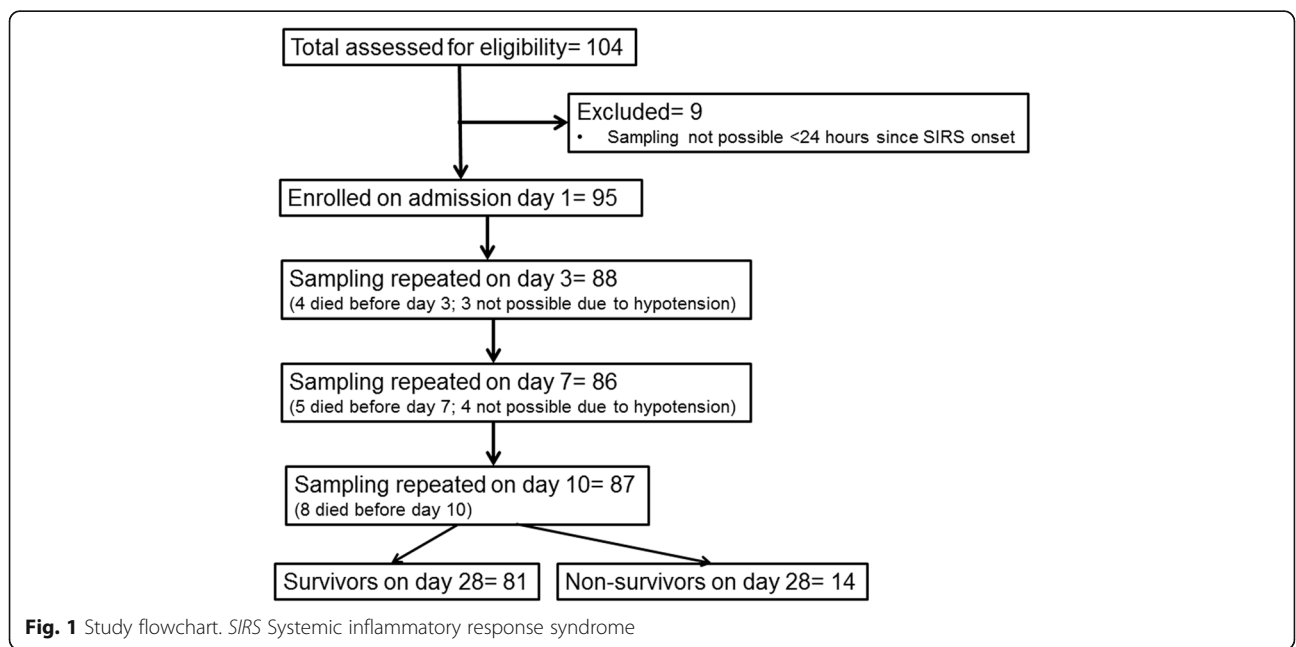 Total assessed for eligibility= 104
Excluded= 9
• Sampling not possible <24 hours since SIRS onset
Enrolled on admission day 1= 95
Sampling repeated on day 3= 88
(4 died before day 3; 3 not possible due to hypotension)
Sampling repeated on day 7= 86
(5 died before day 7; 4 not possible due to hypotension)
Sampling repeated on day 10= 87
(8 died before day 10)
Survivors on day 28= 81
Non-survivors on day 28= 14
Fig. 1 Study flowchart. SIRS Systemic inflammatory response syndrome